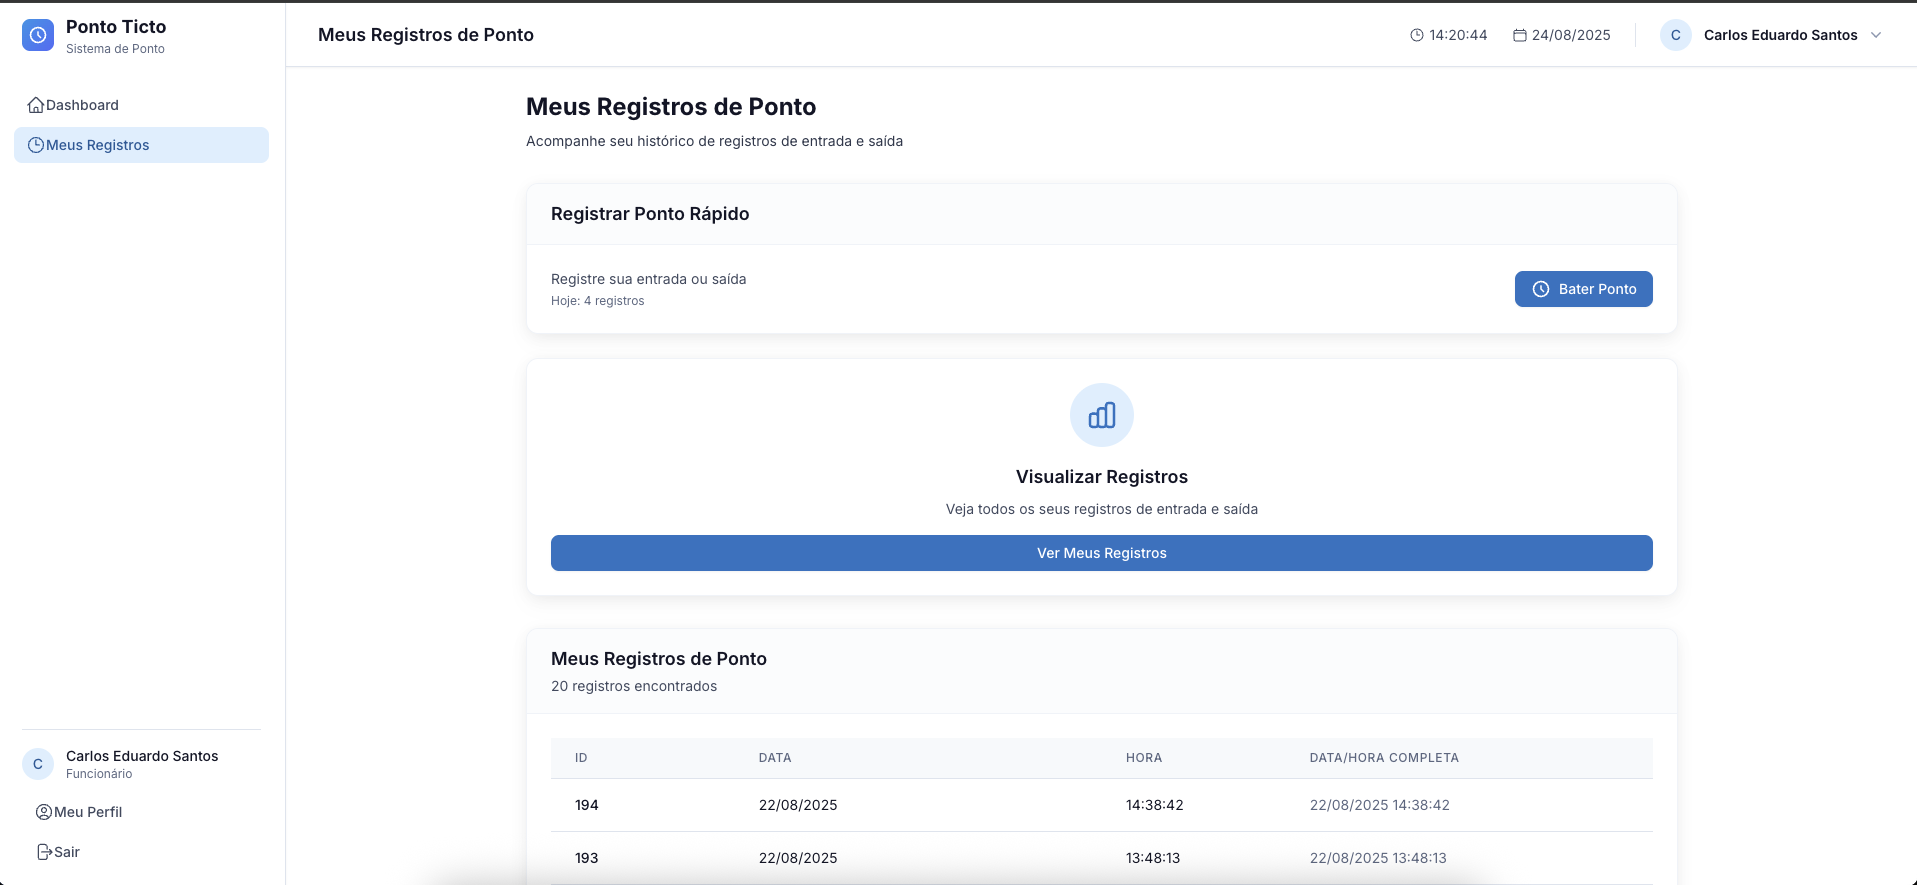 Ponto Ticto
Sistema de Ponto
Dashboard
Meus Registros
Carlos Eduardo Santos
C
Funcionário
Meu Perfil
Sair
Meus Registros de Ponto
14:20:44
24/08/2025
C
Carlos Eduardo Santos
Meus Registros de Ponto
Acompanhe seu histórico de registros de entrada e saída
Registrar Ponto Rápido
Registre sua entrada ou saída
Hoje: 4 registros
Bater Ponto
Visualizar Registros
Veja todos os seus registros de entrada e saída
Ver Meus Registros
Meus Registros de Ponto
20 registros encontrados
ID DATA HORA DATA/HORA COMPLETA
194 22/08/2025 14:38:42 22/08/2025 14:38:42
193 22/08/2025 13:48:13 22/08/2025 13:48:13